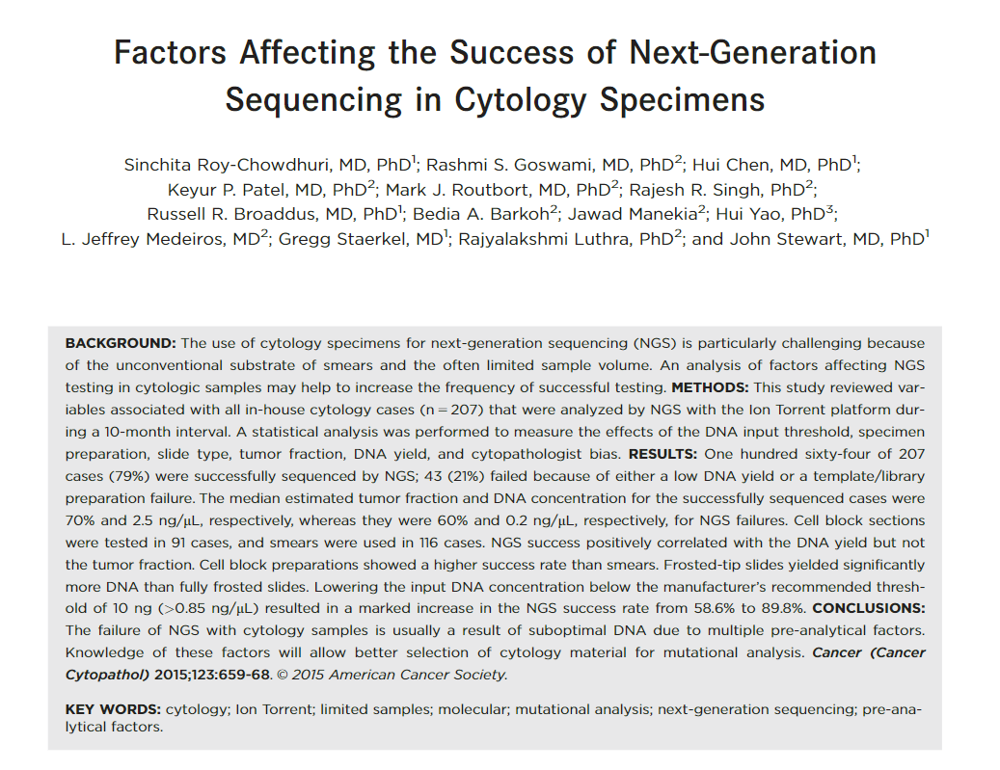 Factors Affecting the Success of Next-Generation
Sequencing in Cytology Specimens
Sinchita Roy-Chowdhuri, MD, PhD1; Rashmi S. Goswami, MD, PhD2; Hui Chen, MD, PhD1;
Keyur P. Patel, MD, PhD2; Mark J. Routbort, MD, PhD2; Rajesh R. Singh, PhD2;
Russell R. Broaddus, MD, PhD1; Bedia A. Barkoh2; Jawad Manekia2; Hui Yao, PhD3;
L. Jeffrey Medeiros, MD2; Gregg Staerkel, MD1; Rajyalakshmi Luthra, PhD2; and John Stewart, MD, PhD1
BACKGROUND: The use of cytology specimens for next-generation sequencing (NGS) is particularly challenging because
of the unconventional substrate of smears and the often limited sample volume. An analysis of factors affecting NGS
testing in cytologic samples may help to increase the frequency of successful testing. METHODS: This study reviewed var-
iables associated with all in-house cytology cases (n = 207) that were analyzed by NGS with the Ion Torrent platform dur-
ing a 10-month interval. A statistical analysis was performed to measure the effects of the DNA input threshold, specimen
preparation, slide type, tumor fraction, DNA yield, and cytopathologist bias. RESULTS: One hundred sixty-four of 207
cases (79%) were successfully sequenced by NGS; 43 (21%) failed because of either a low DNA yield or a template/library
preparation failure. The median estimated tumor fraction and DNA concentration for the successfully sequenced cases were
70% and 2.5 ng/μL, respectively, whereas they were 60% and 0.2 ng/μL, respectively, for NGS failures. Cell block sections
were tested in 91 cases, and smears were used in 116 cases. NGS success positively correlated with the DNA yield but not
the tumor fraction. Cell block preparations showed a higher success rate than smears. Frosted-tip slides yielded significantly
more DNA than fully frosted slides. Lowering the input DNA concentration below the manufacturer's recommended thresh-
old of 10 ng (>0.85 ng/μL) resulted in a marked increase in the NGS success rate from 58.6% to 89.8%. CONCLUSIONS:
The failure of NGS with cytology samples is usually a result of suboptimal DNA due to multiple pre-analytical factors.
Knowledge of these factors will allow better selection of cytology material for mutational analysis. Cancer (Cancer
Cytopathol) 2015;123:659-68. © 2015 American Cancer Society.
KEY WORDS: cytology; Ion Torrent; limited samples; molecular; mutational analysis; next-generation sequencing; pre-ana-
lytical factors.